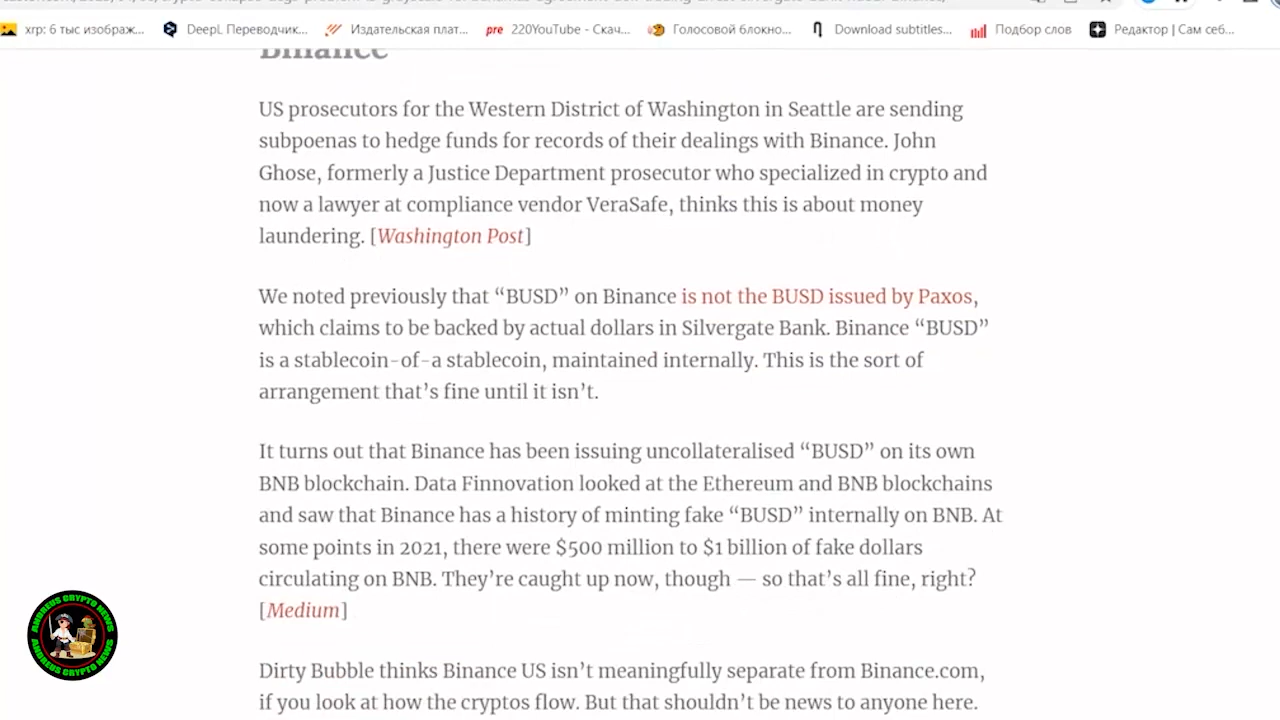 xrp: 6 тыс изображ... DeepL Переводчик... Издательская плат... pre 220YouTube - Скач... Голосовой блокно... Download subtitles... Подбор слов Редактор | Сам себ...
Binance
US prosecutors for the Western District of Washington in Seattle are sending
subpoenas to hedge funds for records of their dealings with Binance. John
Ghose, formerly a Justice Department prosecutor who specialized in crypto and
now a lawyer at compliance vendor VeraSafe, thinks this is about money
laundering. [Washington Post]
We noted previously that “BUSD” on Binance is not the BUSD issued by Paxos,
which claims to be backed by actual dollars in Silvergate Bank. Binance “BUSD”
is a stablecoin-of-a stablecoin, maintained internally. This is the sort of
arrangement that’s fine until it isn’t.
It turns out that Binance has been issuing uncollateralised “BUSD” on its own
BNB blockchain. Data Finnovation looked at the Ethereum and BNB blockchains
and saw that Binance has a history of minting fake “BUSD” internally on BNB. At
some points in 2021, there were $500 million to $1 billion of fake dollars
circulating on BNB. They’re caught up now, though — so that’s all fine, right?
[Medium]
Dirty Bubble thinks Binance US isn’t meaningfully separate from Binance.com,
if you look at how the cryptos flow. But that shouldn’t be news to anyone here.
ANDREUS CRYPTO NEWS
ANDREUS CRYPTO NEWS